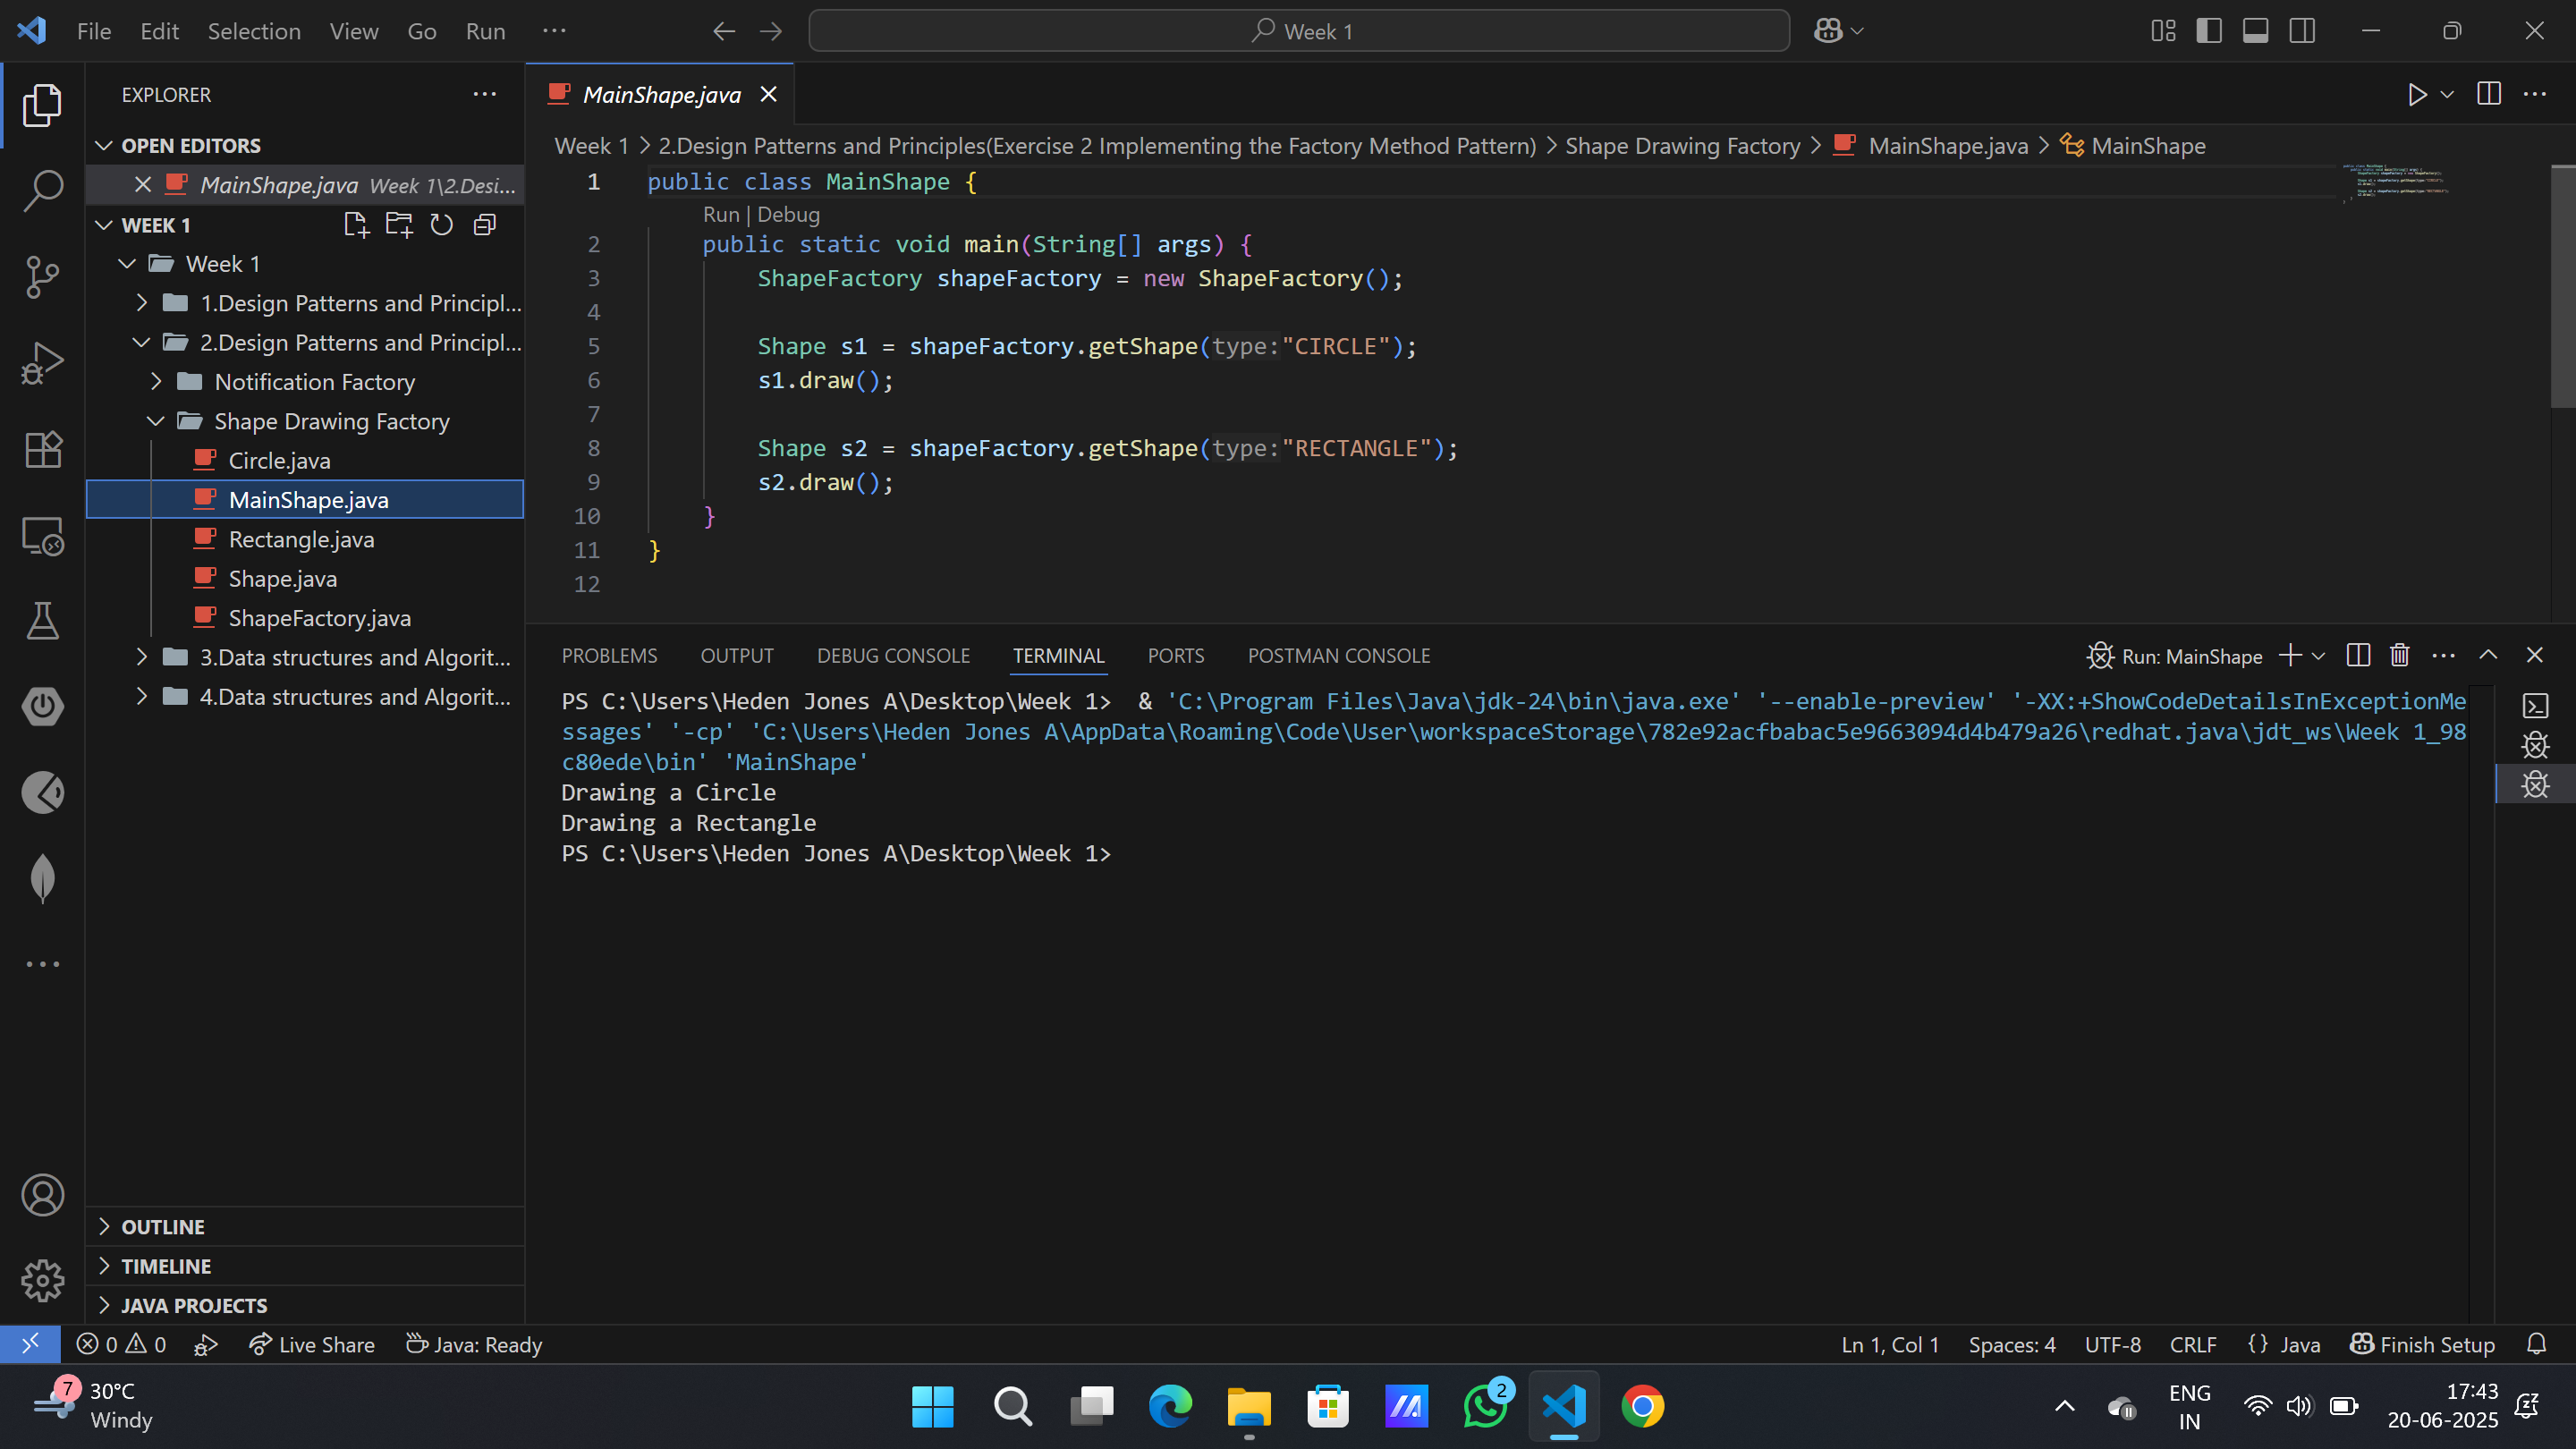 File Edit Selection View Go Run ··· Week 1
EXPLORER
OPEN EDITORS
MainShape.java Week 1\2.Desi...
WEEK 1
Week 1
1.Design Patterns and Principl...
2.Design Patterns and Principl...
Notification Factory
Shape Drawing Factory
Circle.java
MainShape.java
Rectangle.java
Shape.java
ShapeFactory.java
3.Data structures and Algorit...
4.Data structures and Algorit...
OUTLINE
TIMELINE
JAVA PROJECTS
MainShape.java
Week 1 > 2.Design Patterns and Principles(Exercise 2 Implementing the Factory Method Pattern) > Shape Drawing Factory > MainShape.java > MainShape
1 public class MainShape {
Run | Debug
2 public static void main(String[] args) {
3 ShapeFactory shapeFactory = new ShapeFactory();
4
5 Shape s1 = shapeFactory.getShape(type:"CIRCLE");
6 s1.draw();
7
8 Shape s2 = shapeFactory.getShape(type:"RECTANGLE");
9 s2.draw();
10 }
11 }
12
PROBLEMS OUTPUT DEBUG CONSOLE TERMINAL PORTS POSTMAN CONSOLE Run: MainShape
PS C:\Users\Heden Jones A\Desktop\Week 1>  & 'C:\Program Files\Java\jdk-24\bin\java.exe' '--enable-preview' '-XX:+ShowCodeDetailsInExceptionMe
ssages' '-cp' 'C:\Users\Heden Jones A\AppData\Roaming\Code\User\workspaceStorage\782e92acfbabac5e9663094d4b479a26\redhat.java\jdt_ws\Week 1_98
c80ede\bin' 'MainShape'
Drawing a Circle
Drawing a Rectangle
PS C:\Users\Heden Jones A\Desktop\Week 1>
0 0 Live Share Java: Ready Ln 1, Col 1 Spaces: 4 UTF-8 CRLF {} Java Finish Setup
7 30°C
Windy
2
ENG
IN
17:43
20-06-2025